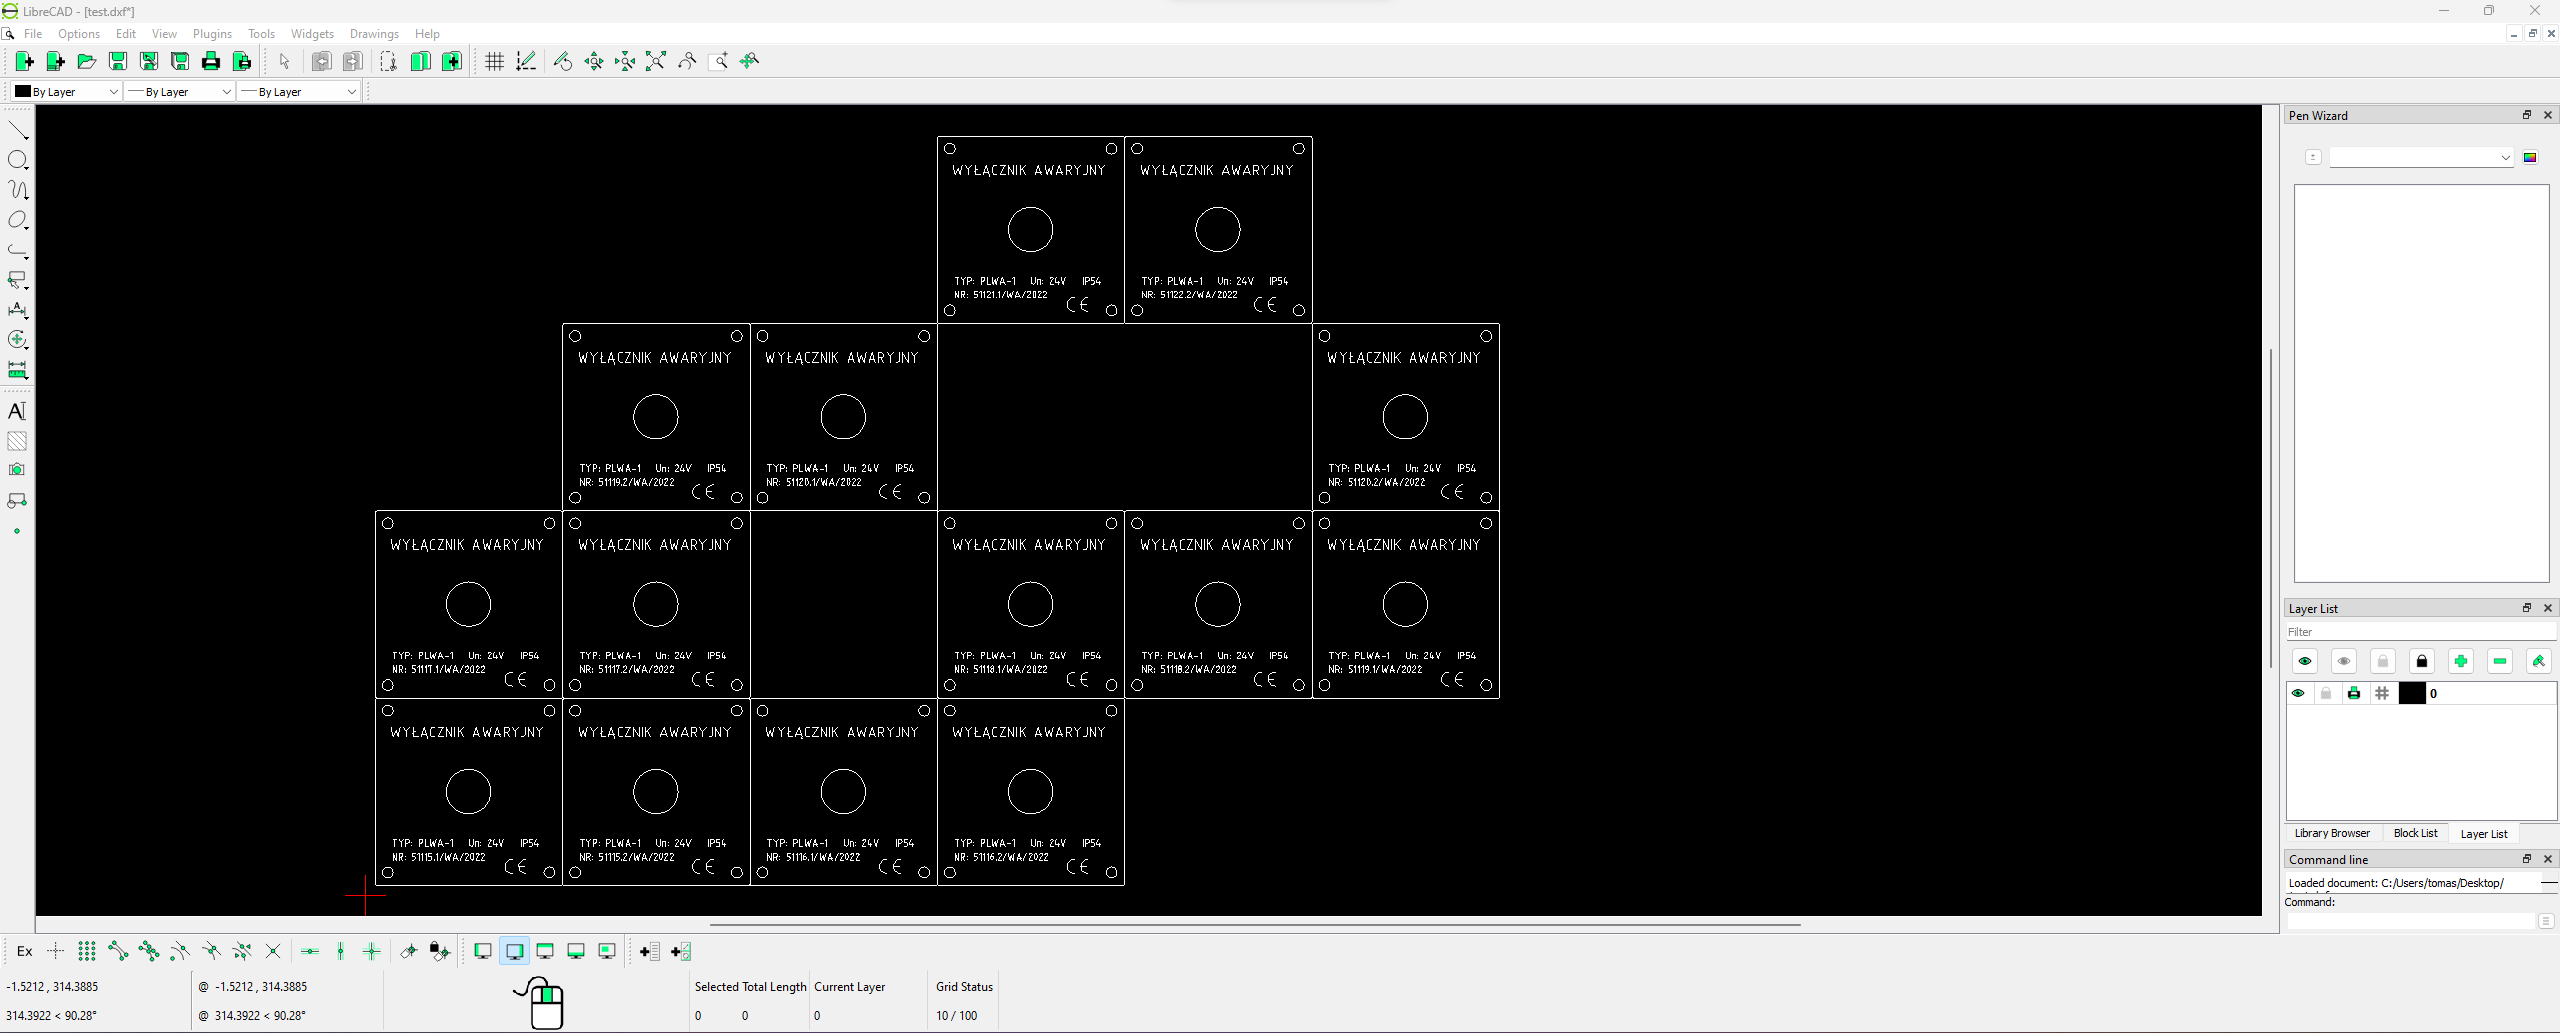 LibreCAD - [test.dxf*]
File Options Edit View Plugins Tools Widgets Drawings Help
By Layer By Layer By Layer
Pen Wizard
WYŁĄCZNIK AWARYJNY
TYP: PLWA-1 Un: 24V IP54
NR: 51121.1/WA/2022
CE
WYŁĄCZNIK AWARYJNY
TYP: PLWA-1 Un: 24V IP54
NR: 51122.2/WA/2022
CE
WYŁĄCZNIK AWARYJNY
TYP: PLWA-1 Un: 24V IP54
NR: 51119.2/WA/2022
CE
WYŁĄCZNIK AWARYJNY
TYP: PLWA-1 Un: 24V IP54
NR: 51120.1/WA/2022
CE
WYŁĄCZNIK AWARYJNY
TYP: PLWA-1 Un: 24V IP54
NR: 51120.2/WA/2022
CE
WYŁĄCZNIK AWARYJNY
TYP: PLWA-1 Un: 24V IP54
NR: 51117.1/WA/2022
CE
WYŁĄCZNIK AWARYJNY
TYP: PLWA-1 Un: 24V IP54
NR: 51117.2/WA/2022
CE
WYŁĄCZNIK AWARYJNY
TYP: PLWA-1 Un: 24V IP54
NR: 51118.1/WA/2022
CE
WYŁĄCZNIK AWARYJNY
TYP: PLWA-1 Un: 24V IP54
NR: 51118.2/WA/2022
CE
WYŁĄCZNIK AWARYJNY
TYP: PLWA-1 Un: 24V IP54
NR: 51119.1/WA/2022
CE
WYŁĄCZNIK AWARYJNY
TYP: PLWA-1 Un: 24V IP54
NR: 51115.1/WA/2022
CE
WYŁĄCZNIK AWARYJNY
TYP: PLWA-1 Un: 24V IP54
NR: 51115.2/WA/2022
CE
WYŁĄCZNIK AWARYJNY
TYP: PLWA-1 Un: 24V IP54
NR: 51116.1/WA/2022
CE
WYŁĄCZNIK AWARYJNY
TYP: PLWA-1 Un: 24V IP54
NR: 51116.2/WA/2022
CE
Layer List
Filter
0
Library Browser Block List Layer List
Command line
Loaded document: C:/Users/tomas/Desktop/
Command:
Ex
-1.5212 , 314.3885 @ -1.5212 , 314.3885 Selected Total Length Current Layer Grid Status
314.3922 < 90.28° @ 314.3922 < 90.28° 0 0 0 10 / 100